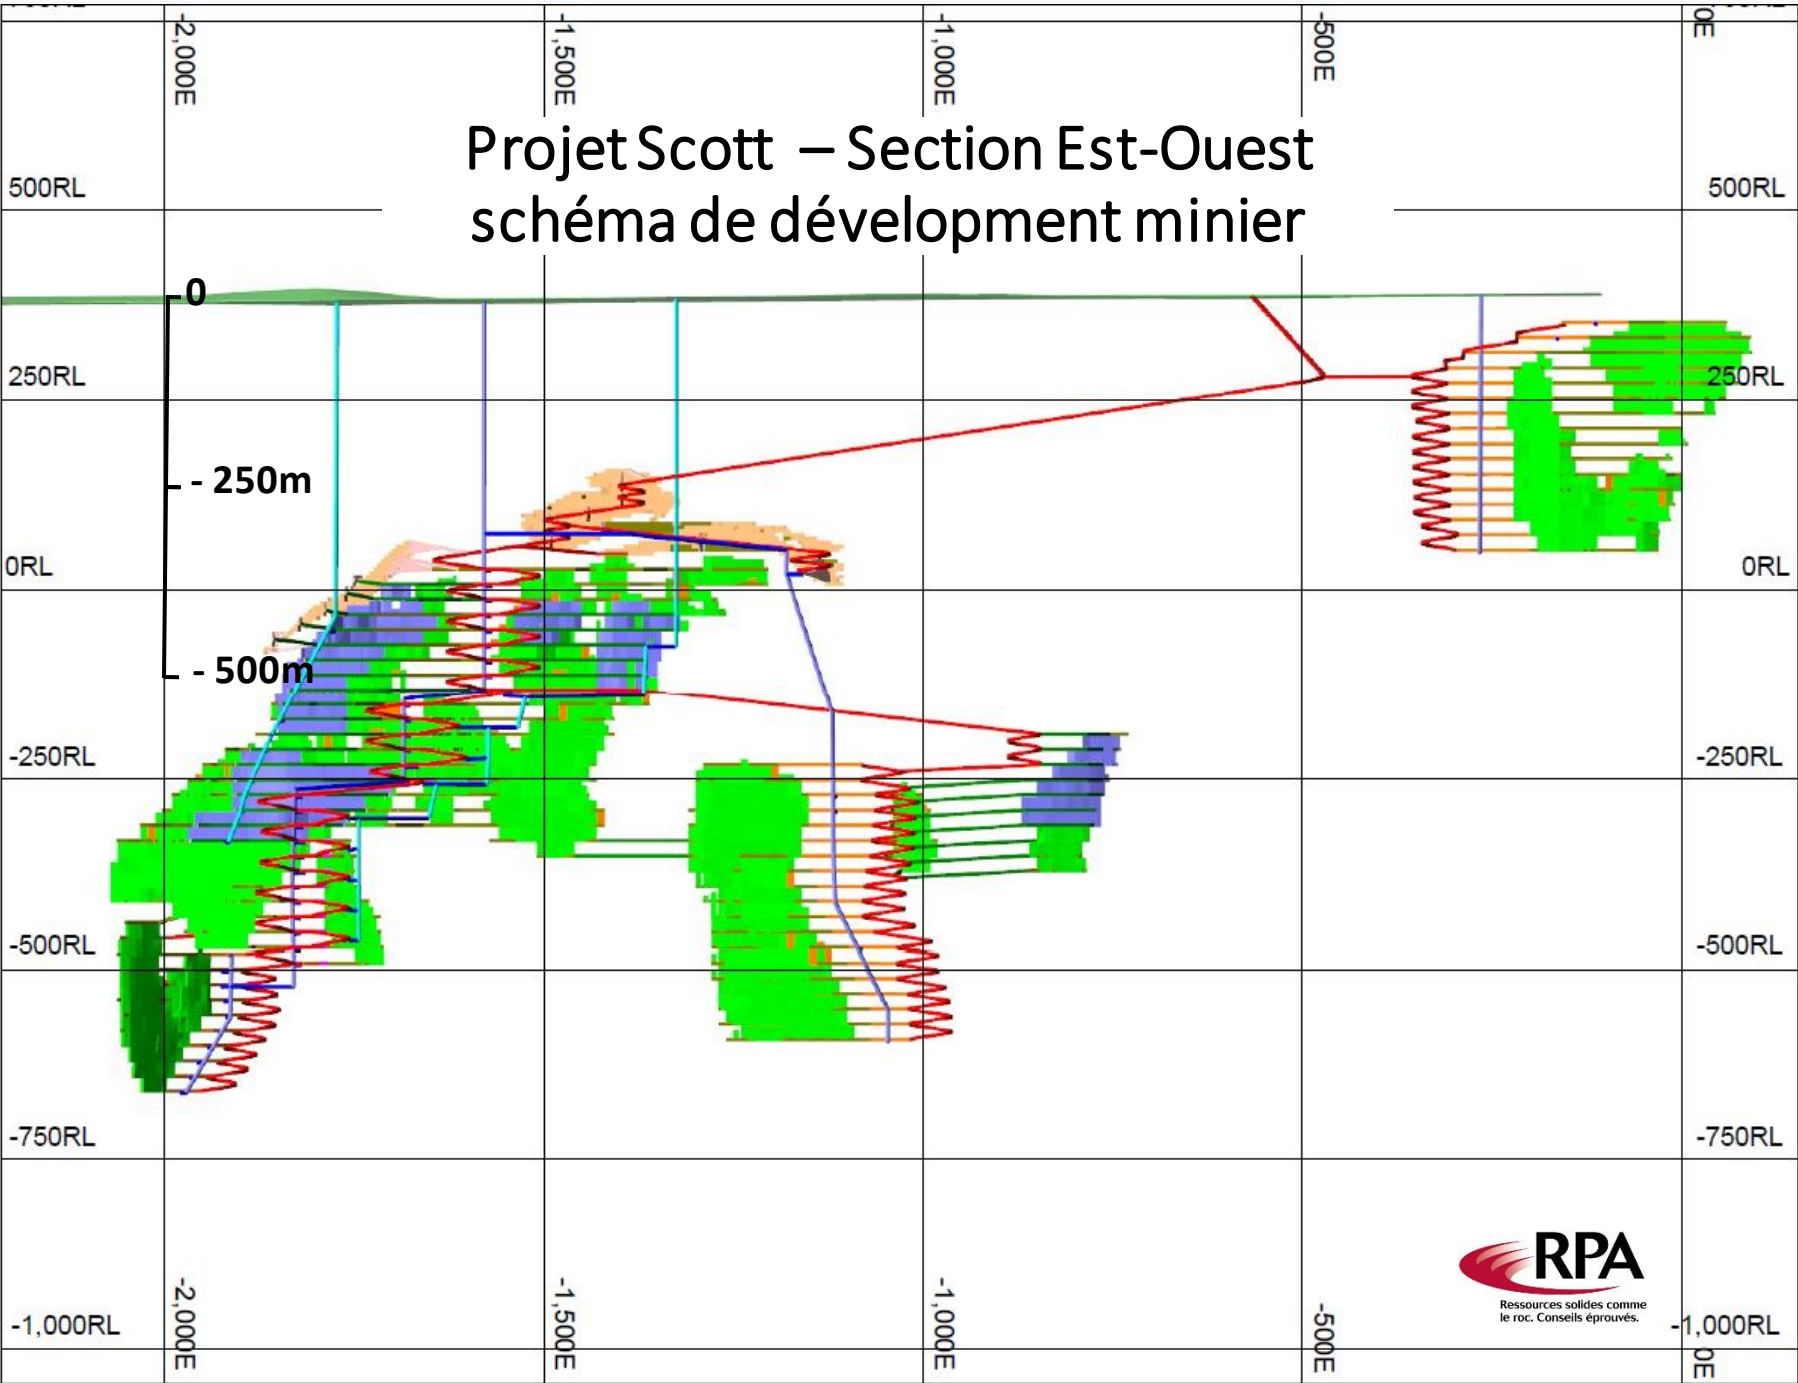 -2,000E
-1,500E
-1,000E
-500E
0E
Projet Scott – Section Est-Ouest
schéma de dévelopment minier
500RL
500RL
0
250RL
250RL
- 250m
0RL
0RL
- 500m
-250RL
-250RL
-500RL
-500RL
-750RL
-750RL
RPA
Ressources solides comme
le roc. Conseils éprouvés.
-1,000RL
-1,000RL
-2,000E
-1,500E
-1,000E
-500E
0E